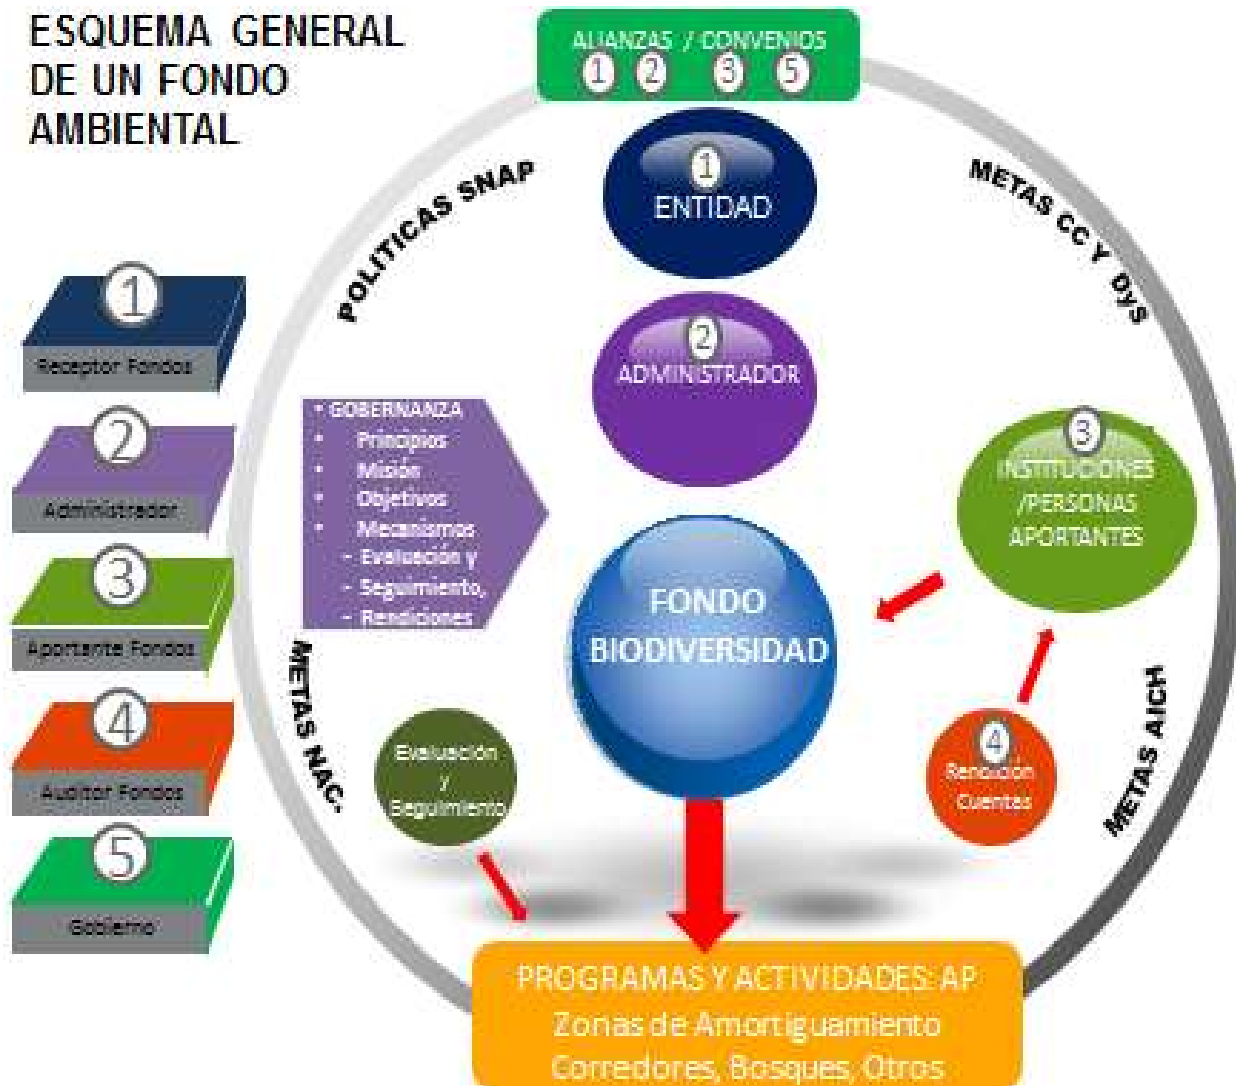 ESQUEMA GENERAL
DE UN FONDO
AMBIENTAL
ALIANZAS / CONVENIOS
1 2 3 5
POLITICAS SNAP
METAS CC Y DyS
1
ENTIDAD
2
ADMINISTRADOR
1
Receptor Fondos
2
Administrador
3
Aportante Fondos
4
Auditor Fondos
5
Gobierno
• GOBERNANZA
• Principios
• Misión
• Objetivos
• Mecanismos
- Evaluación y
- Seguimiento,
- Rendiciones
3
INSTITUCIONES
/PERSONAS
APORTANTES
FONDO
BIODIVERSIDAD
METAS NAC.
METAS AICH
Evaluación
y
Seguimiento
4
Rendición
Cuentas
PROGRAMAS Y ACTIVIDADES: AP
Zonas de Amortiguamiento
Corredores, Bosques, Otros